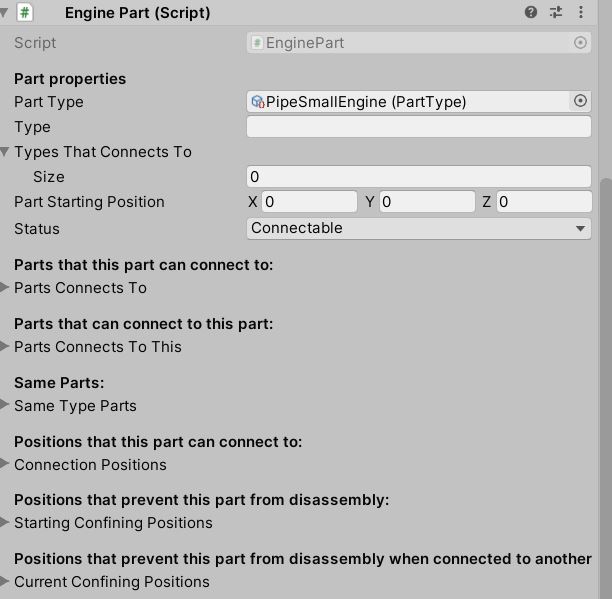 Engine Part (Script)
Script EnginePart
Part properties
Part Type PipeSmallEngine (PartType)
Type
Types That Connects To
Size 0
Part Starting Position X 0 Y 0 Z 0
Status Connectable
Parts that this part can connect to:
Parts Connects To
Parts that can connect to this part:
Parts Connects To This
Same Parts:
Same Type Parts
Positions that this part can connect to:
Connection Positions
Positions that prevent this part from disassembly:
Starting Confining Positions
Positions that prevent this part from disassembly when connected to another
Current Confining Positions